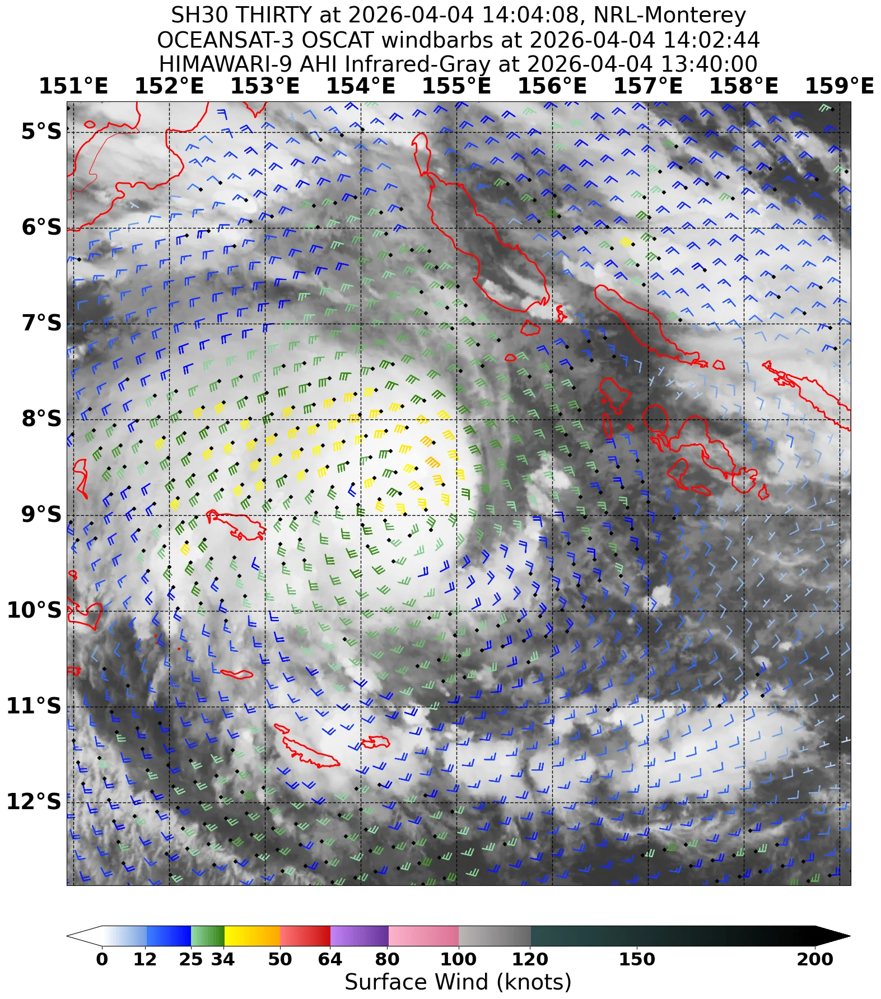 SH30 THIRTY at 2026-04-04 14:04:08, NRL-Monterey
OCEANSAT-3 OSCAT windbarbs at 2026-04-04 14:02:44
HIMAWARI-9 AHI Infrared-Gray at 2026-04-04 13:40:00
151°E 152°E 153°E 154°E 155°E 156°E 157°E 158°E 159°E
5°S
6°S
7°S
8°S
9°S
10°S
11°S
12°S
0 12 25 34 50 64 80 100 120 150 200
Surface Wind (knots)